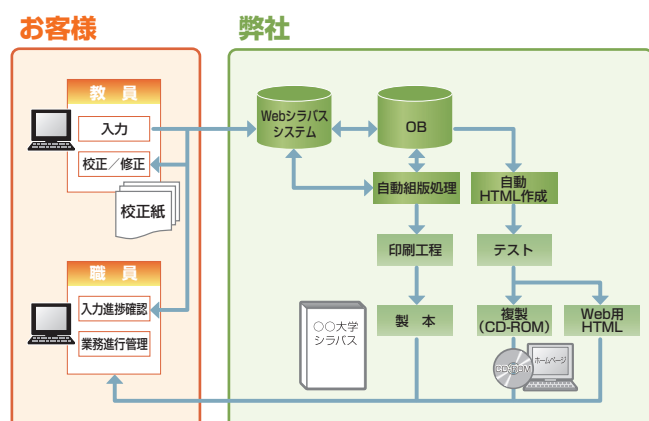 お客様
弊社
教 員
入力
校正／修正
校正紙
職 員
入力進捗確認
業務進行管理
Webシラバス
システム
OB
自動組版処理
自動
HTML作成
印刷工程
テスト
○○大学
シラバス
製 本
複製
(CD-ROM)
Web用
HTML
CD-ROM
ホームページ